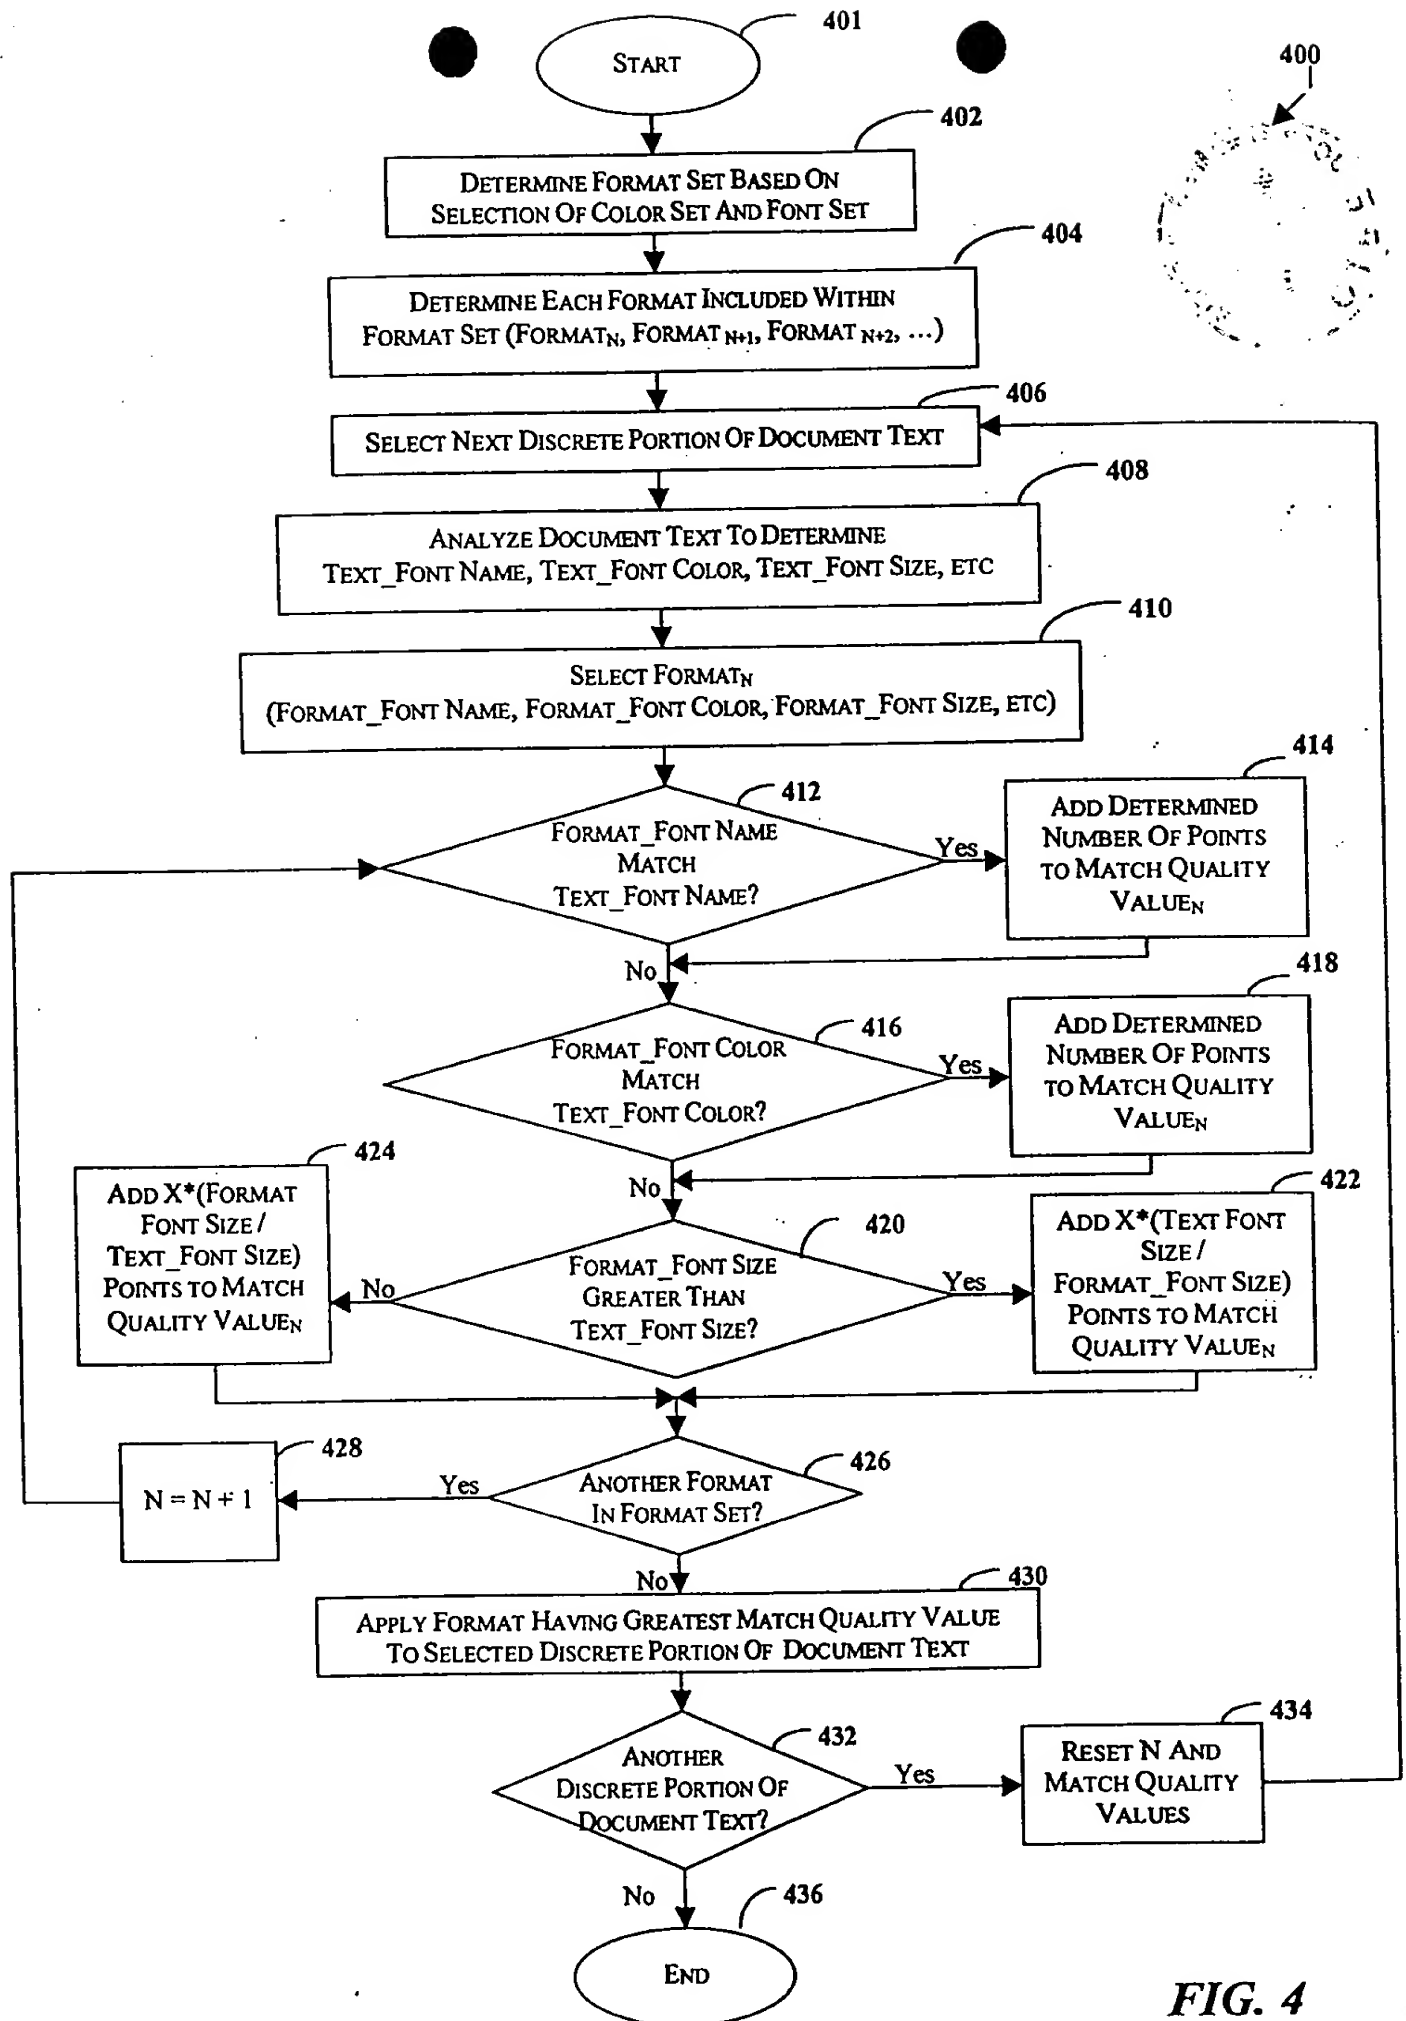 401
START
400
402
DETERMINE FORMAT SET BASED ON
SELECTION OF COLOR SET AND FONT SET
404
DETERMINE EACH FORMAT INCLUDED WITHIN
FORMAT SET (FORMATN, FORMAT N+1, FORMAT N+2, ...)
406
SELECT NEXT DISCRETE PORTION OF DOCUMENT TEXT
408
ANALYZE DOCUMENT TEXT TO DETERMINE
TEXT_FONT NAME, TEXT_FONT COLOR, TEXT_FONT SIZE, ETC
410
SELECT FORMATN
(FORMAT_FONT NAME, FORMAT_FONT COLOR, FORMAT_FONT SIZE, ETC)
412
FORMAT_FONT NAME
MATCH
TEXT_FONT NAME?
Yes
414
ADD DETERMINED
NUMBER OF POINTS
TO MATCH QUALITY
VALUEN
No
416
FORMAT_FONT COLOR
MATCH
TEXT_FONT COLOR?
Yes
418
ADD DETERMINED
NUMBER OF POINTS
TO MATCH QUALITY
VALUEN
No
424
ADD X*(FORMAT
FONT SIZE /
TEXT_FONT SIZE)
POINTS TO MATCH
QUALITY VALUEN
No
420
FORMAT_FONT SIZE
GREATER THAN
TEXT_FONT SIZE?
Yes
422
ADD X*(TEXT FONT
SIZE /
FORMAT_FONT SIZE)
POINTS TO MATCH
QUALITY VALUEN
428
N = N + 1
Yes
426
ANOTHER FORMAT
IN FORMAT SET?
No
430
APPLY FORMAT HAVING GREATEST MATCH QUALITY VALUE
TO SELECTED DISCRETE PORTION OF DOCUMENT TEXT
432
ANOTHER
DISCRETE PORTION OF
DOCUMENT TEXT?
Yes
434
RESET N AND
MATCH QUALITY
VALUES
No
436
END
FIG. 4